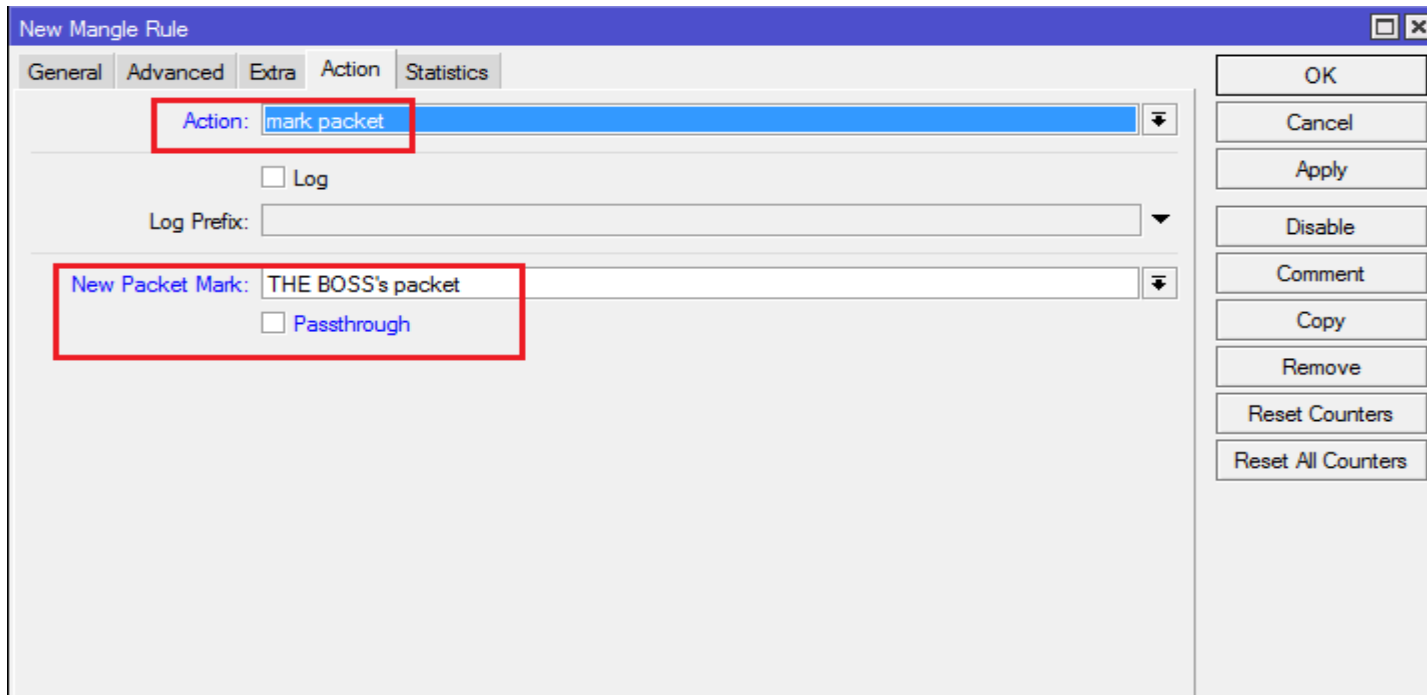 New Mangle Rule
General Advanced Extra Action Statistics
OK
Action: mark packet
Cancel
Log
Apply
Log Prefix:
Disable
New Packet Mark: THE BOSS's packet
Comment
Passthrough
Copy
Remove
Reset Counters
Reset All Counters